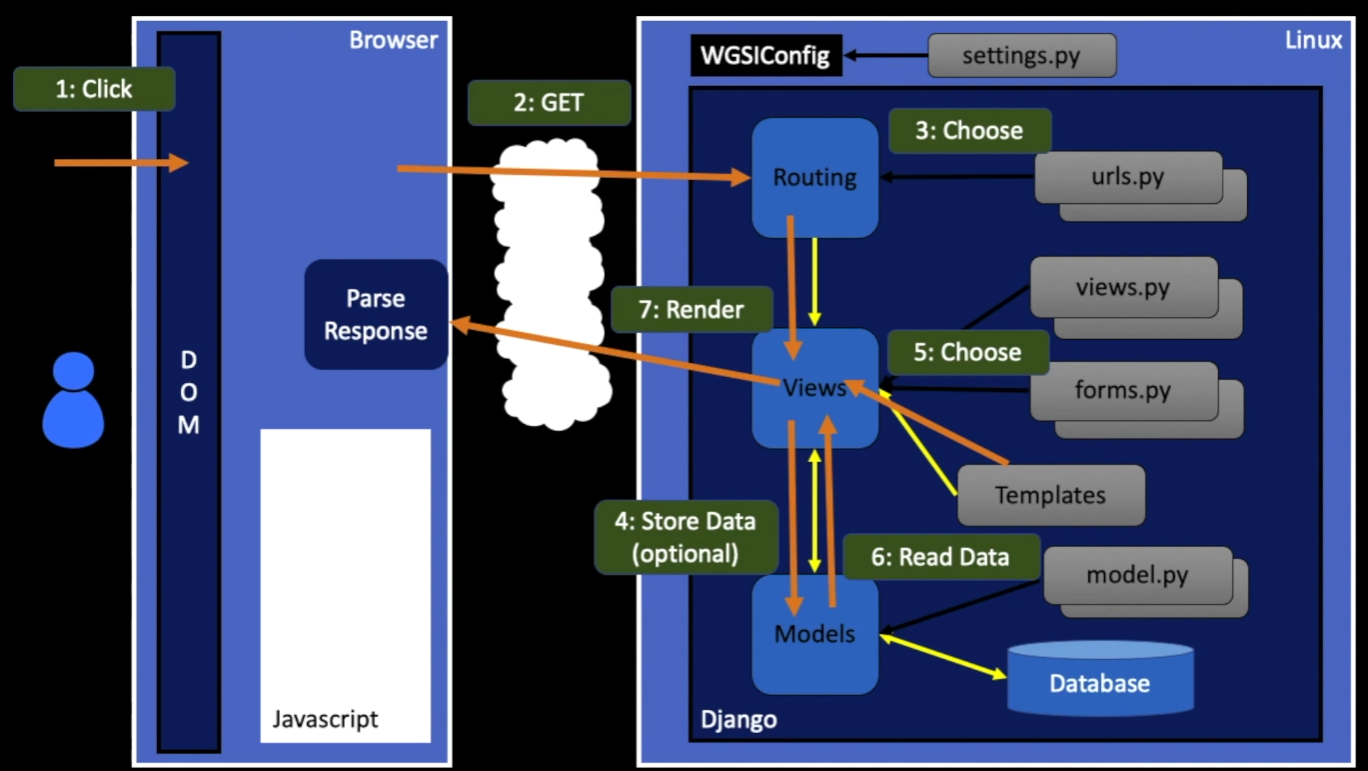 Browser
Linux
WGSIConfig
settings.py
1: Click
2: GET
3: Choose
Routing
urls.py
views.py
Parse
Response
7: Render
5: Choose
D
O
M
Views
forms.py
Templates
4: Store Data
(optional)
6: Read Data
model.py
Models
Database
Javascript
Django